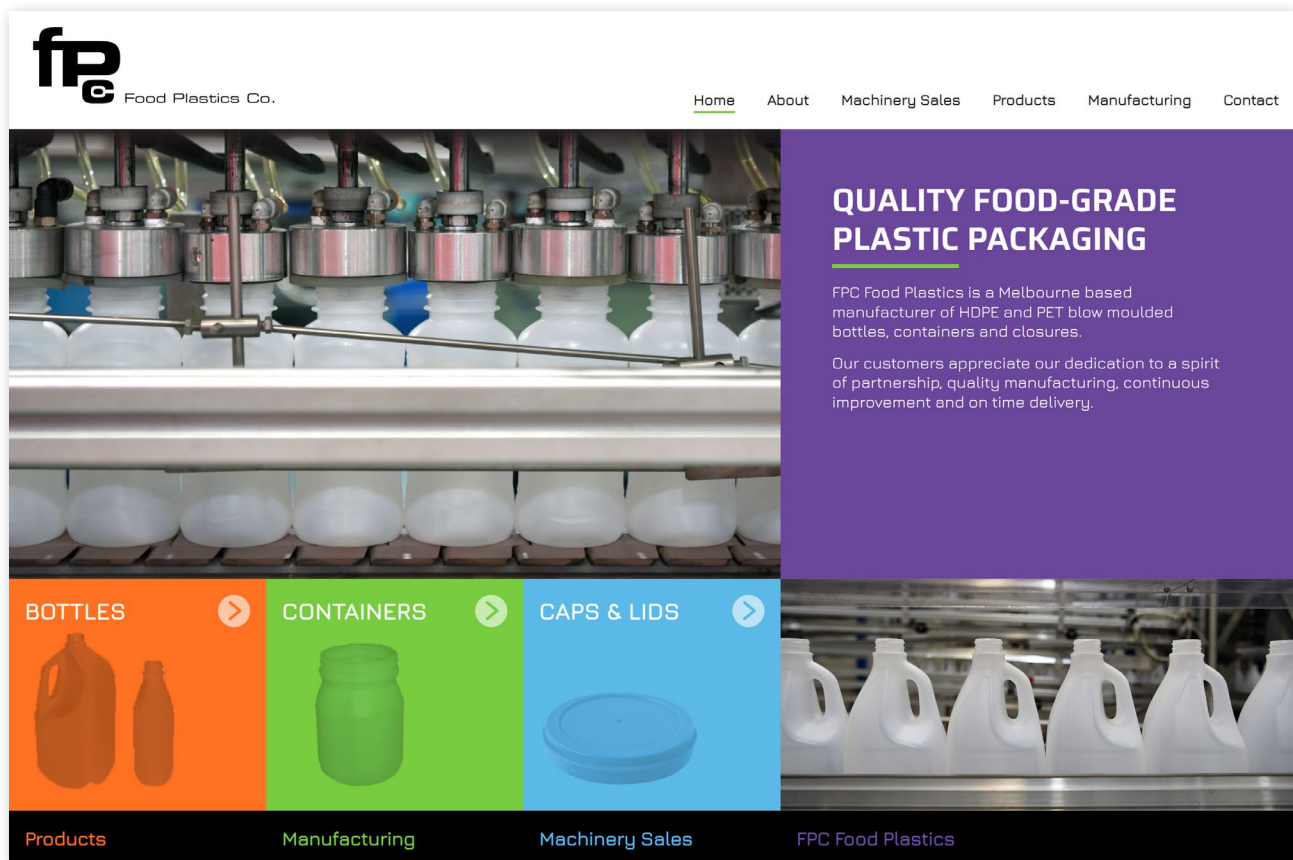 fPc Food Plastics Co.
Home About Machinery Sales Products Manufacturing Contact
QUALITY FOOD-GRADE
PLASTIC PACKAGING
FPC Food Plastics is a Melbourne based
manufacturer of HDPE and PET blow moulded
bottles, containers and closures.
Our customers appreciate our dedication to a spirit
of partnership, quality manufacturing, continuous
improvement and on time delivery.
BOTTLES
CONTAINERS
CAPS & LIDS
Products
Manufacturing
Machinery Sales
FPC Food Plastics